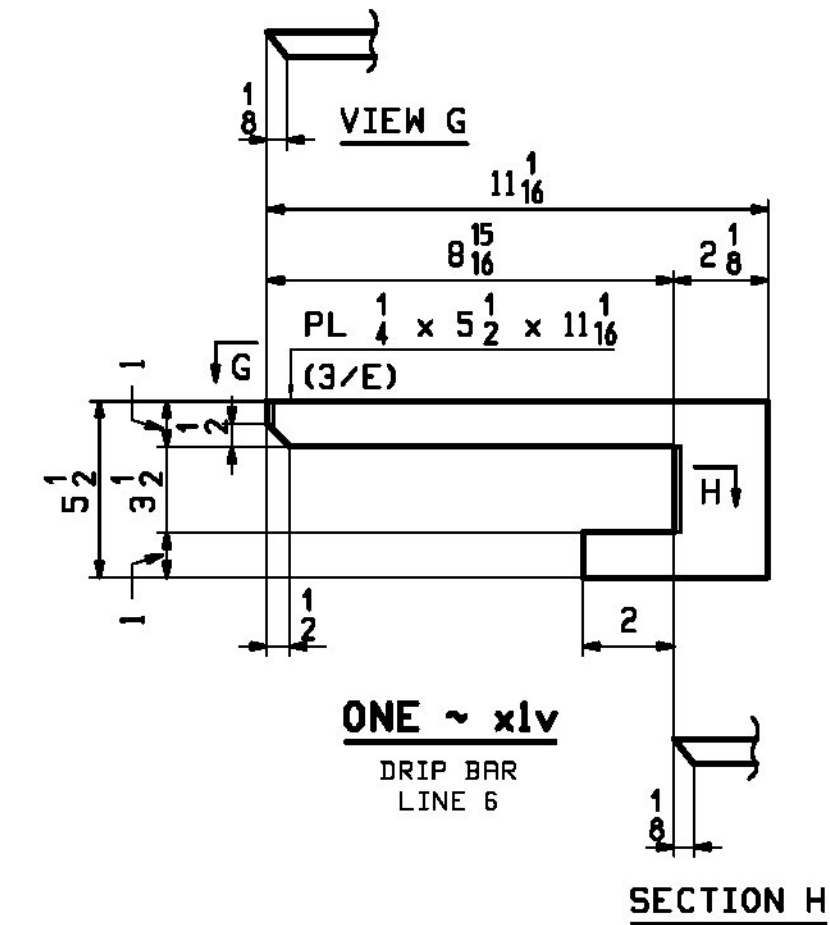 1/8
VIEW G
11 1/16
8 15/16
2 1/8
PL 1/4 x 5 1/2 x 11 1/16
(3/E)
G
1
1/2
5 1/2
3 1/2
H
1
1/2
2
ONE ~ xlv
DRIP BAR
LINE 6
1/8
SECTION H